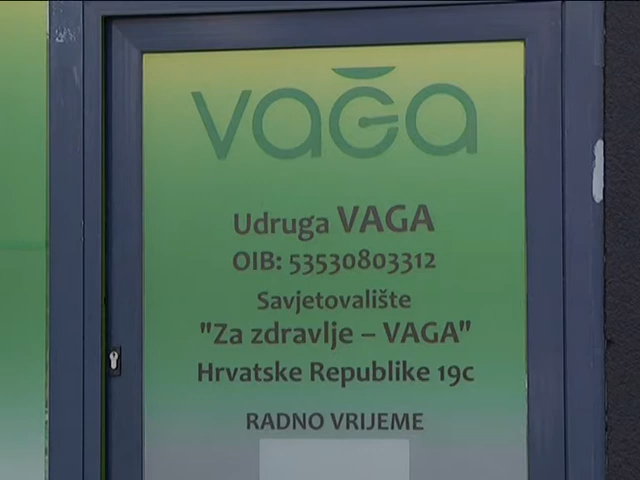 vaGa
Udruga VAGA
OIB: 53530803312
Savjetovalište
"Za zdravlje – VAGA"
Hrvatske Republike 19c
RADNO VRIJEME